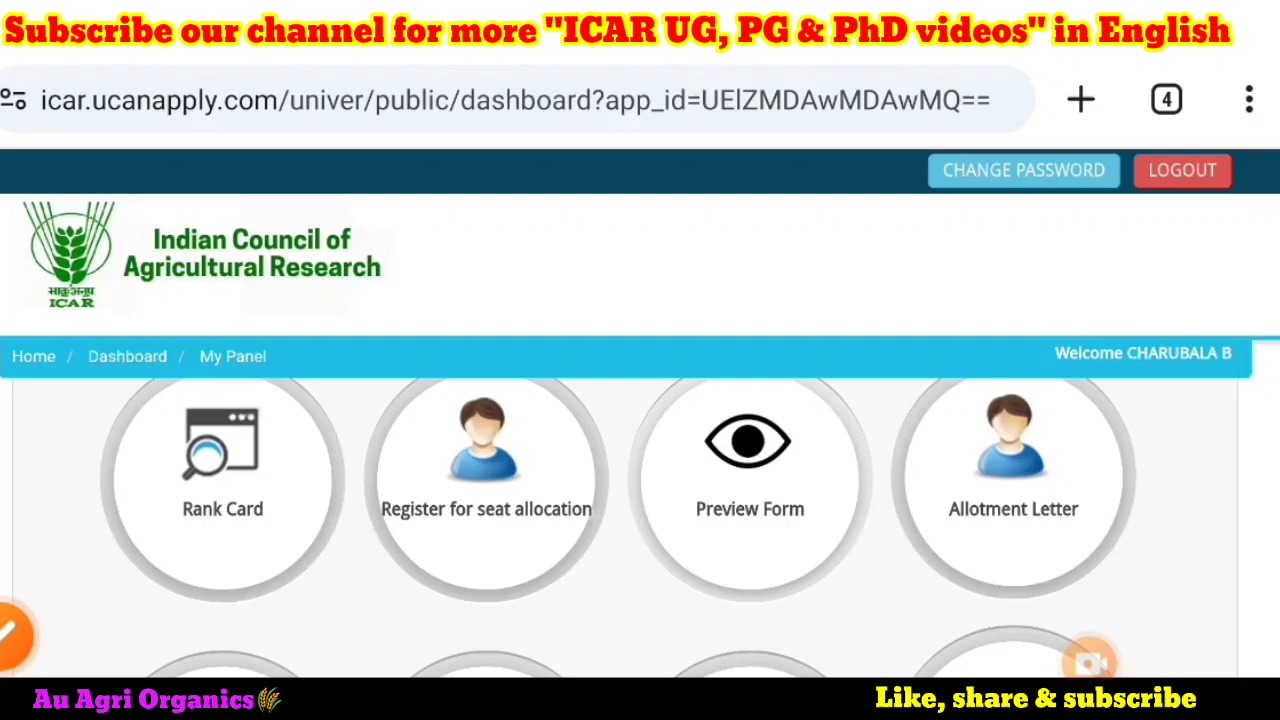 Subscribe our channel for more "ICAR UG, PG & PhD videos" in English
icar.ucanapply.com/univer/public/dashboard?app_id=UElZMDAwMDAwMQ==
4
CHANGE PASSWORD LOGOUT
Indian Council of
Agricultural Research
भाकृअनुप
ICAR
Home / Dashboard / My Panel
Welcome CHARUBALA B
Rank Card
Register for seat allocation
Preview Form
Allotment Letter
Au Agri Organics🌾
Like, share & subscribe